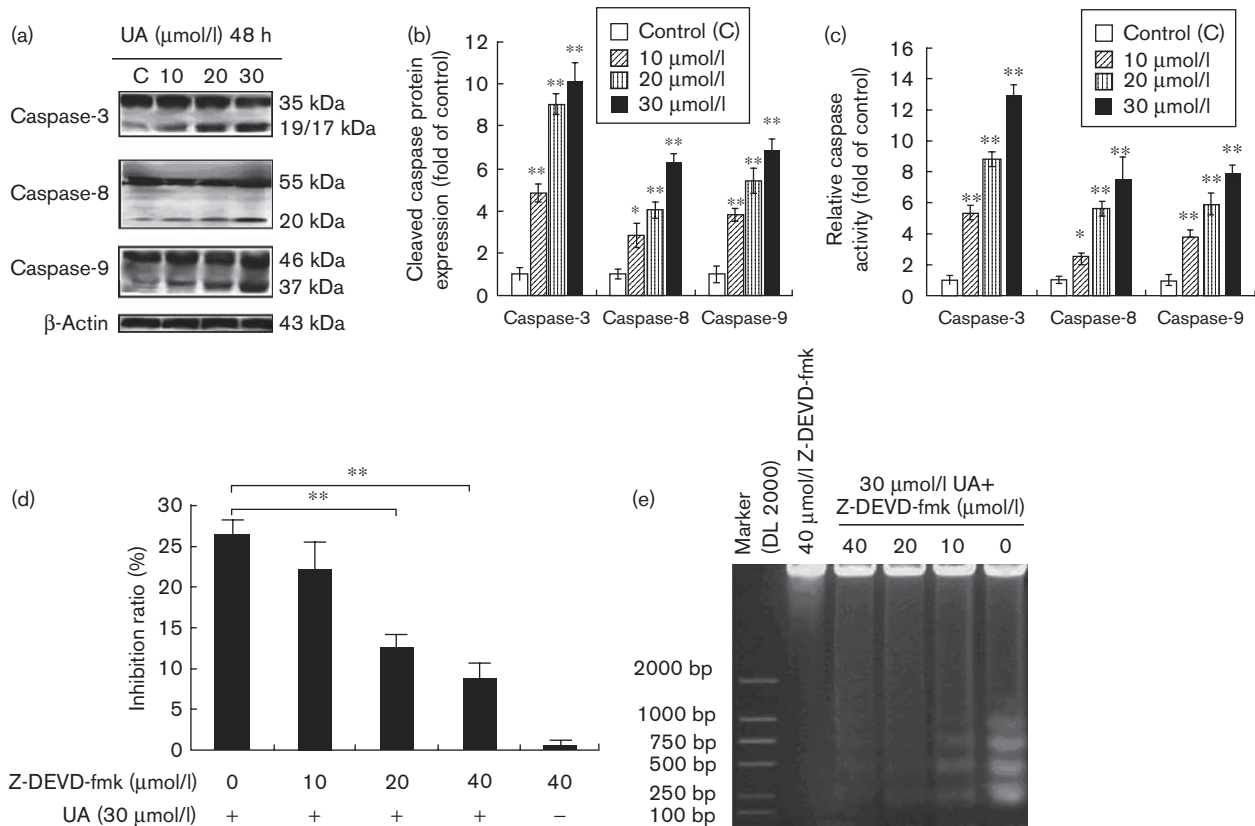 (a)
UA (μmol/l) 48 h
C 10 20 30
Caspase-3
35 kDa
19/17 kDa
Caspase-8
55 kDa
20 kDa
Caspase-9
46 kDa
37 kDa
β-Actin
43 kDa
(b)
Cleaved caspase protein
expression (fold of control)
12
10
8
6
4
2
0
Control (C)
10 μmol/l
20 μmol/l
30 μmol/l
** ** **
* ** **
** ** **
Caspase-3 Caspase-8 Caspase-9
(c)
Relative caspase
activity (fold of control)
16
14
12
10
8
6
4
2
0
Control (C)
10 μmol/l
20 μmol/l
30 μmol/l
** ** **
* ** **
** ** **
Caspase-3 Caspase-8 Caspase-9
(d)
Inhibition ratio (%)
30
25
20
15
10
5
0
**
**
Z-DEVD-fmk (μmol/l) 0 10 20 40 40
UA (30 μmol/l) + + + + −
(e)
Marker
(DL 2000)
40 μmol/l Z-DEVD-fmk
30 μmol/l UA+
Z-DEVD-fmk (μmol/l)
40 20 10 0
2000 bp
1000 bp
750 bp
500 bp
250 bp
100 bp